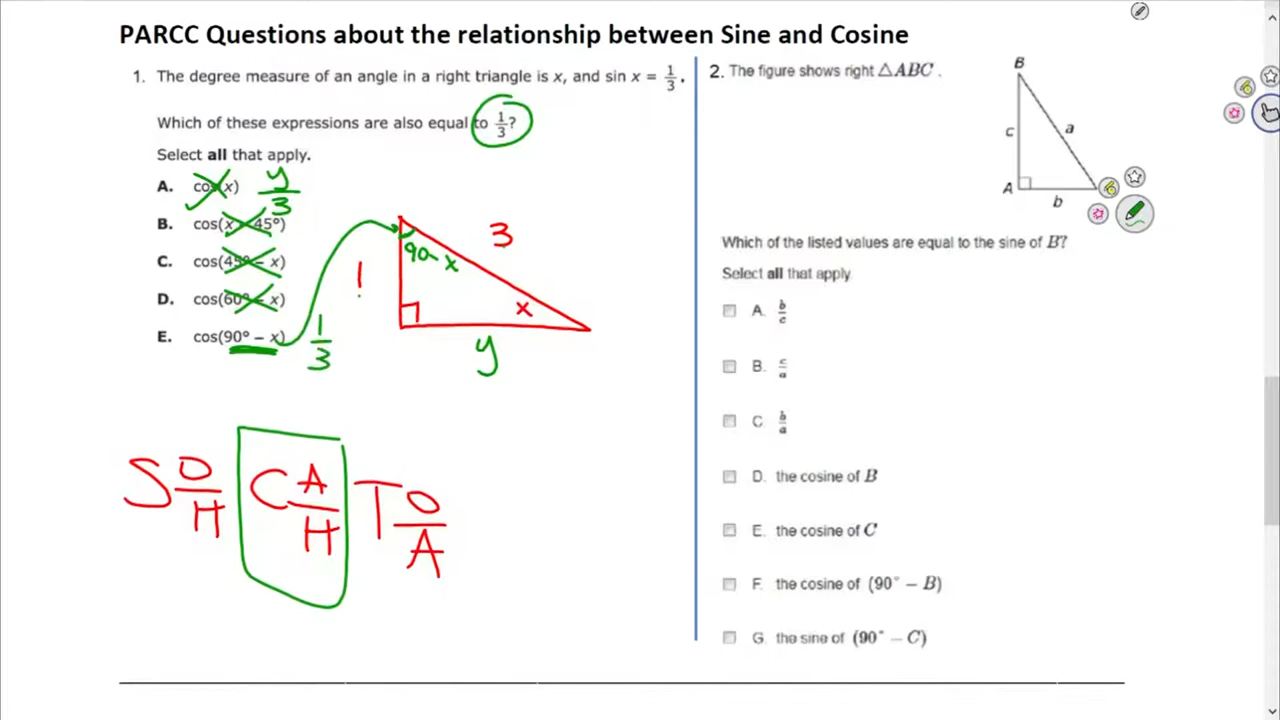 PARCC Questions about the relationship between Sine and Cosine
1. The degree measure of an angle in a right triangle is x, and sin x = 1/3.
Which of these expressions are also equal to 1/3?
Select all that apply.
A. cos(x) y/3
B. cos(x – 45°)
C. cos(45° – x)
D. cos(60° – x)
E. cos(90° – x) 1/3
3
90-x
1
x
y
S O/H C A/H T O/A
2. The figure shows right △ABC .
B
c
a
A
b
Which of the listed values are equal to the sine of B?
Select all that apply
A. b/c
B. c/a
C b/a
D. the cosine of B
E. the cosine of C
F. the cosine of (90° – B)
G. the sine of (90° – C)